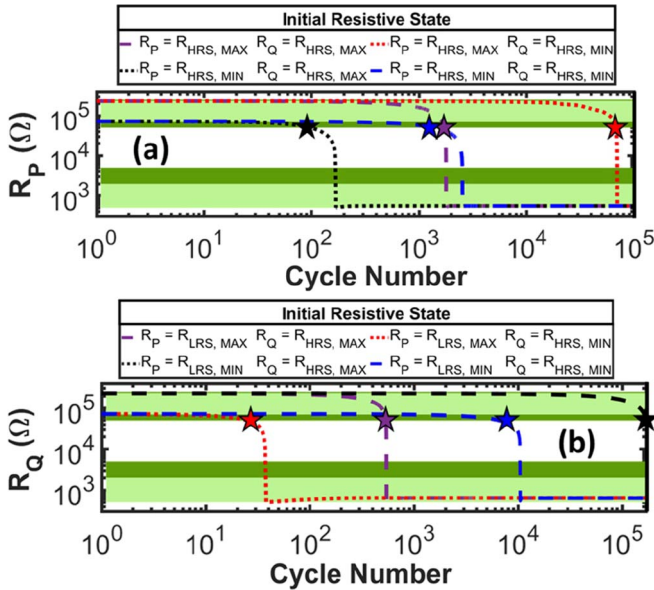 Initial Resistive State
R_P = R_HRS, MAX R_Q = R_HRS, MAX R_P = R_HRS, MAX R_Q = R_HRS, MIN
R_P = R_HRS, MIN R_Q = R_HRS, MAX R_P = R_HRS, MIN R_Q = R_HRS, MIN
R_P (Ω)
10^5
10^4
10^3
(a)
10^0 10^1 10^2 10^3 10^4 10^5
Cycle Number
Initial Resistive State
R_P = R_LRS, MAX R_Q = R_HRS, MAX R_P = R_LRS, MAX R_Q = R_HRS, MIN
R_P = R_LRS, MIN R_Q = R_HRS, MAX R_P = R_LRS, MIN R_Q = R_HRS, MIN
R_Q (Ω)
10^5
10^4
10^3
(b)
10^0 10^1 10^2 10^3 10^4 10^5
Cycle Number